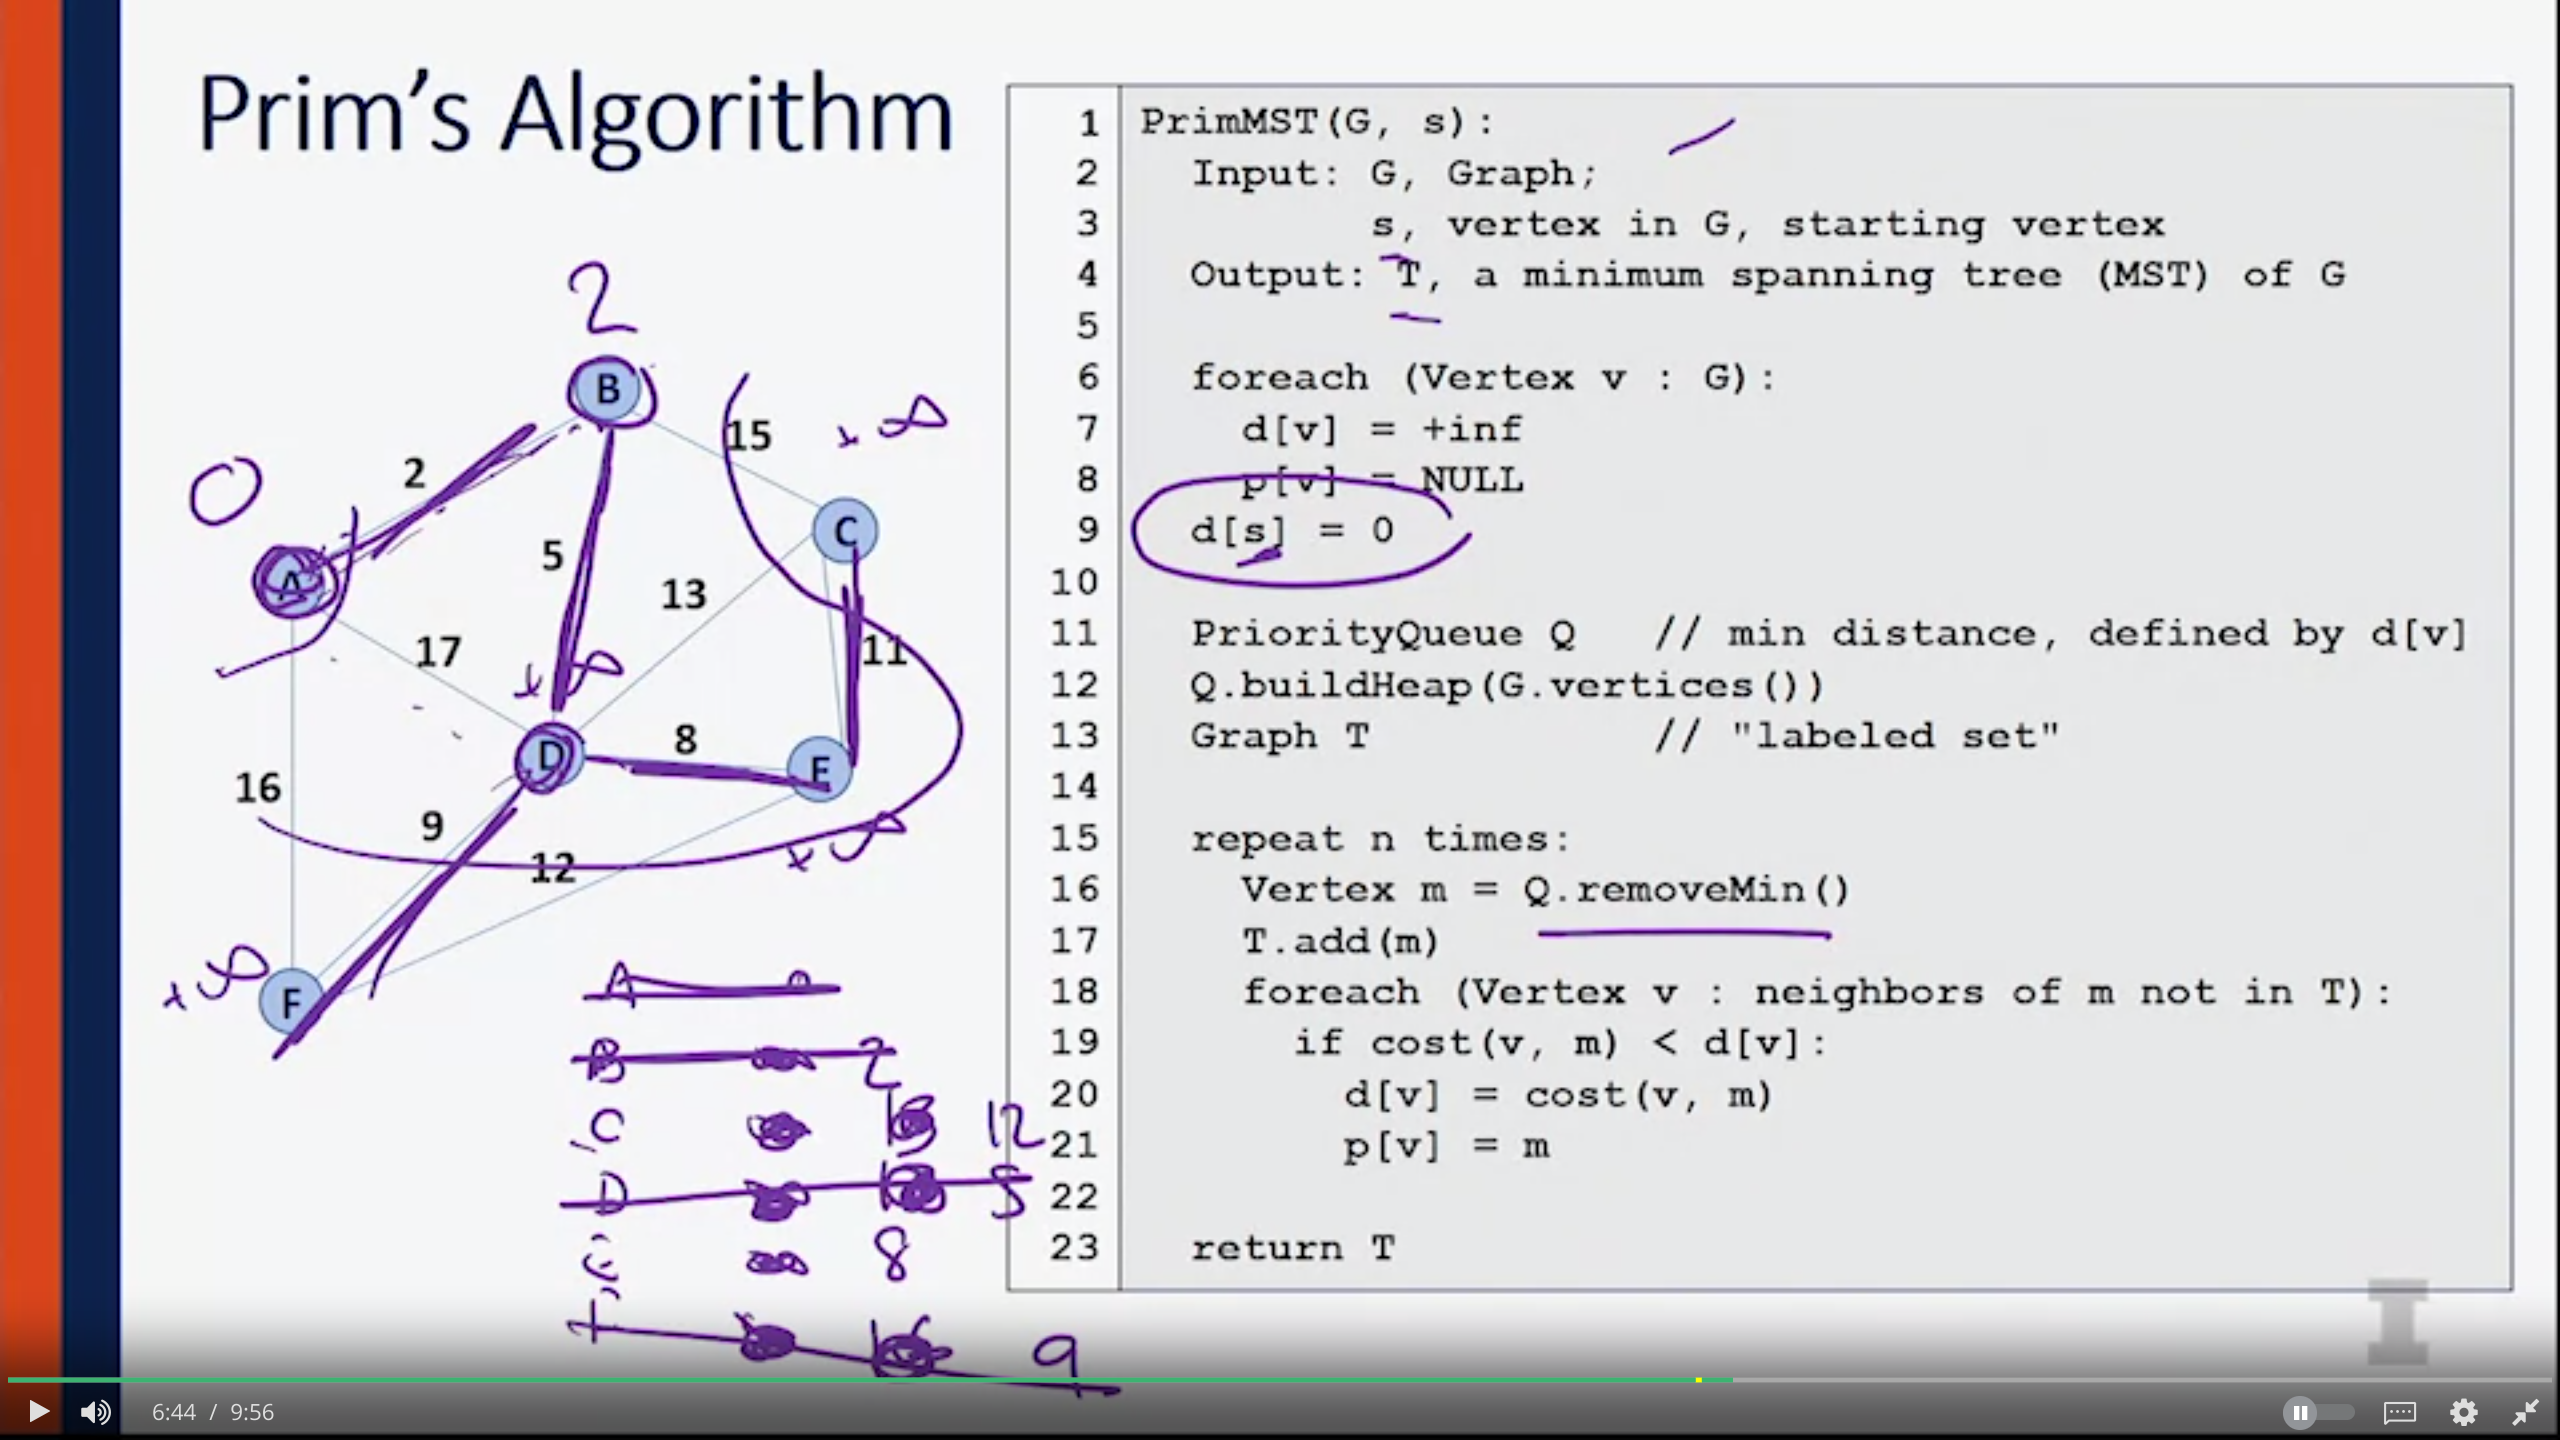 Prim's Algorithm
1 PrimMST(G, s):
2 Input: G, Graph;
3 s, vertex in G, starting vertex
4 Output: T, a minimum spanning tree (MST) of G
5
6 foreach (Vertex v : G):
7 d[v] = +inf
8 p[v] = NULL
9 d[s] = 0
10
11 PriorityQueue Q // min distance, defined by d[v]
12 Q.buildHeap(G.vertices())
13 Graph T // "labeled set"
14
15 repeat n times:
16 Vertex m = Q.removeMin()
17 T.add(m)
18 foreach (Vertex v : neighbors of m not in T):
19 if cost(v, m) < d[v]:
20 d[v] = cost(v, m)
21 p[v] = m
22
23 return T
2
B
15
+∞
0
2
A
C
5
13
17
11
+∞
D
8
E
16
9
12
+∞
+∞
F
A 0
B 2
C 12
D 5
E 8
F 16 9
I
6:44 / 9:56